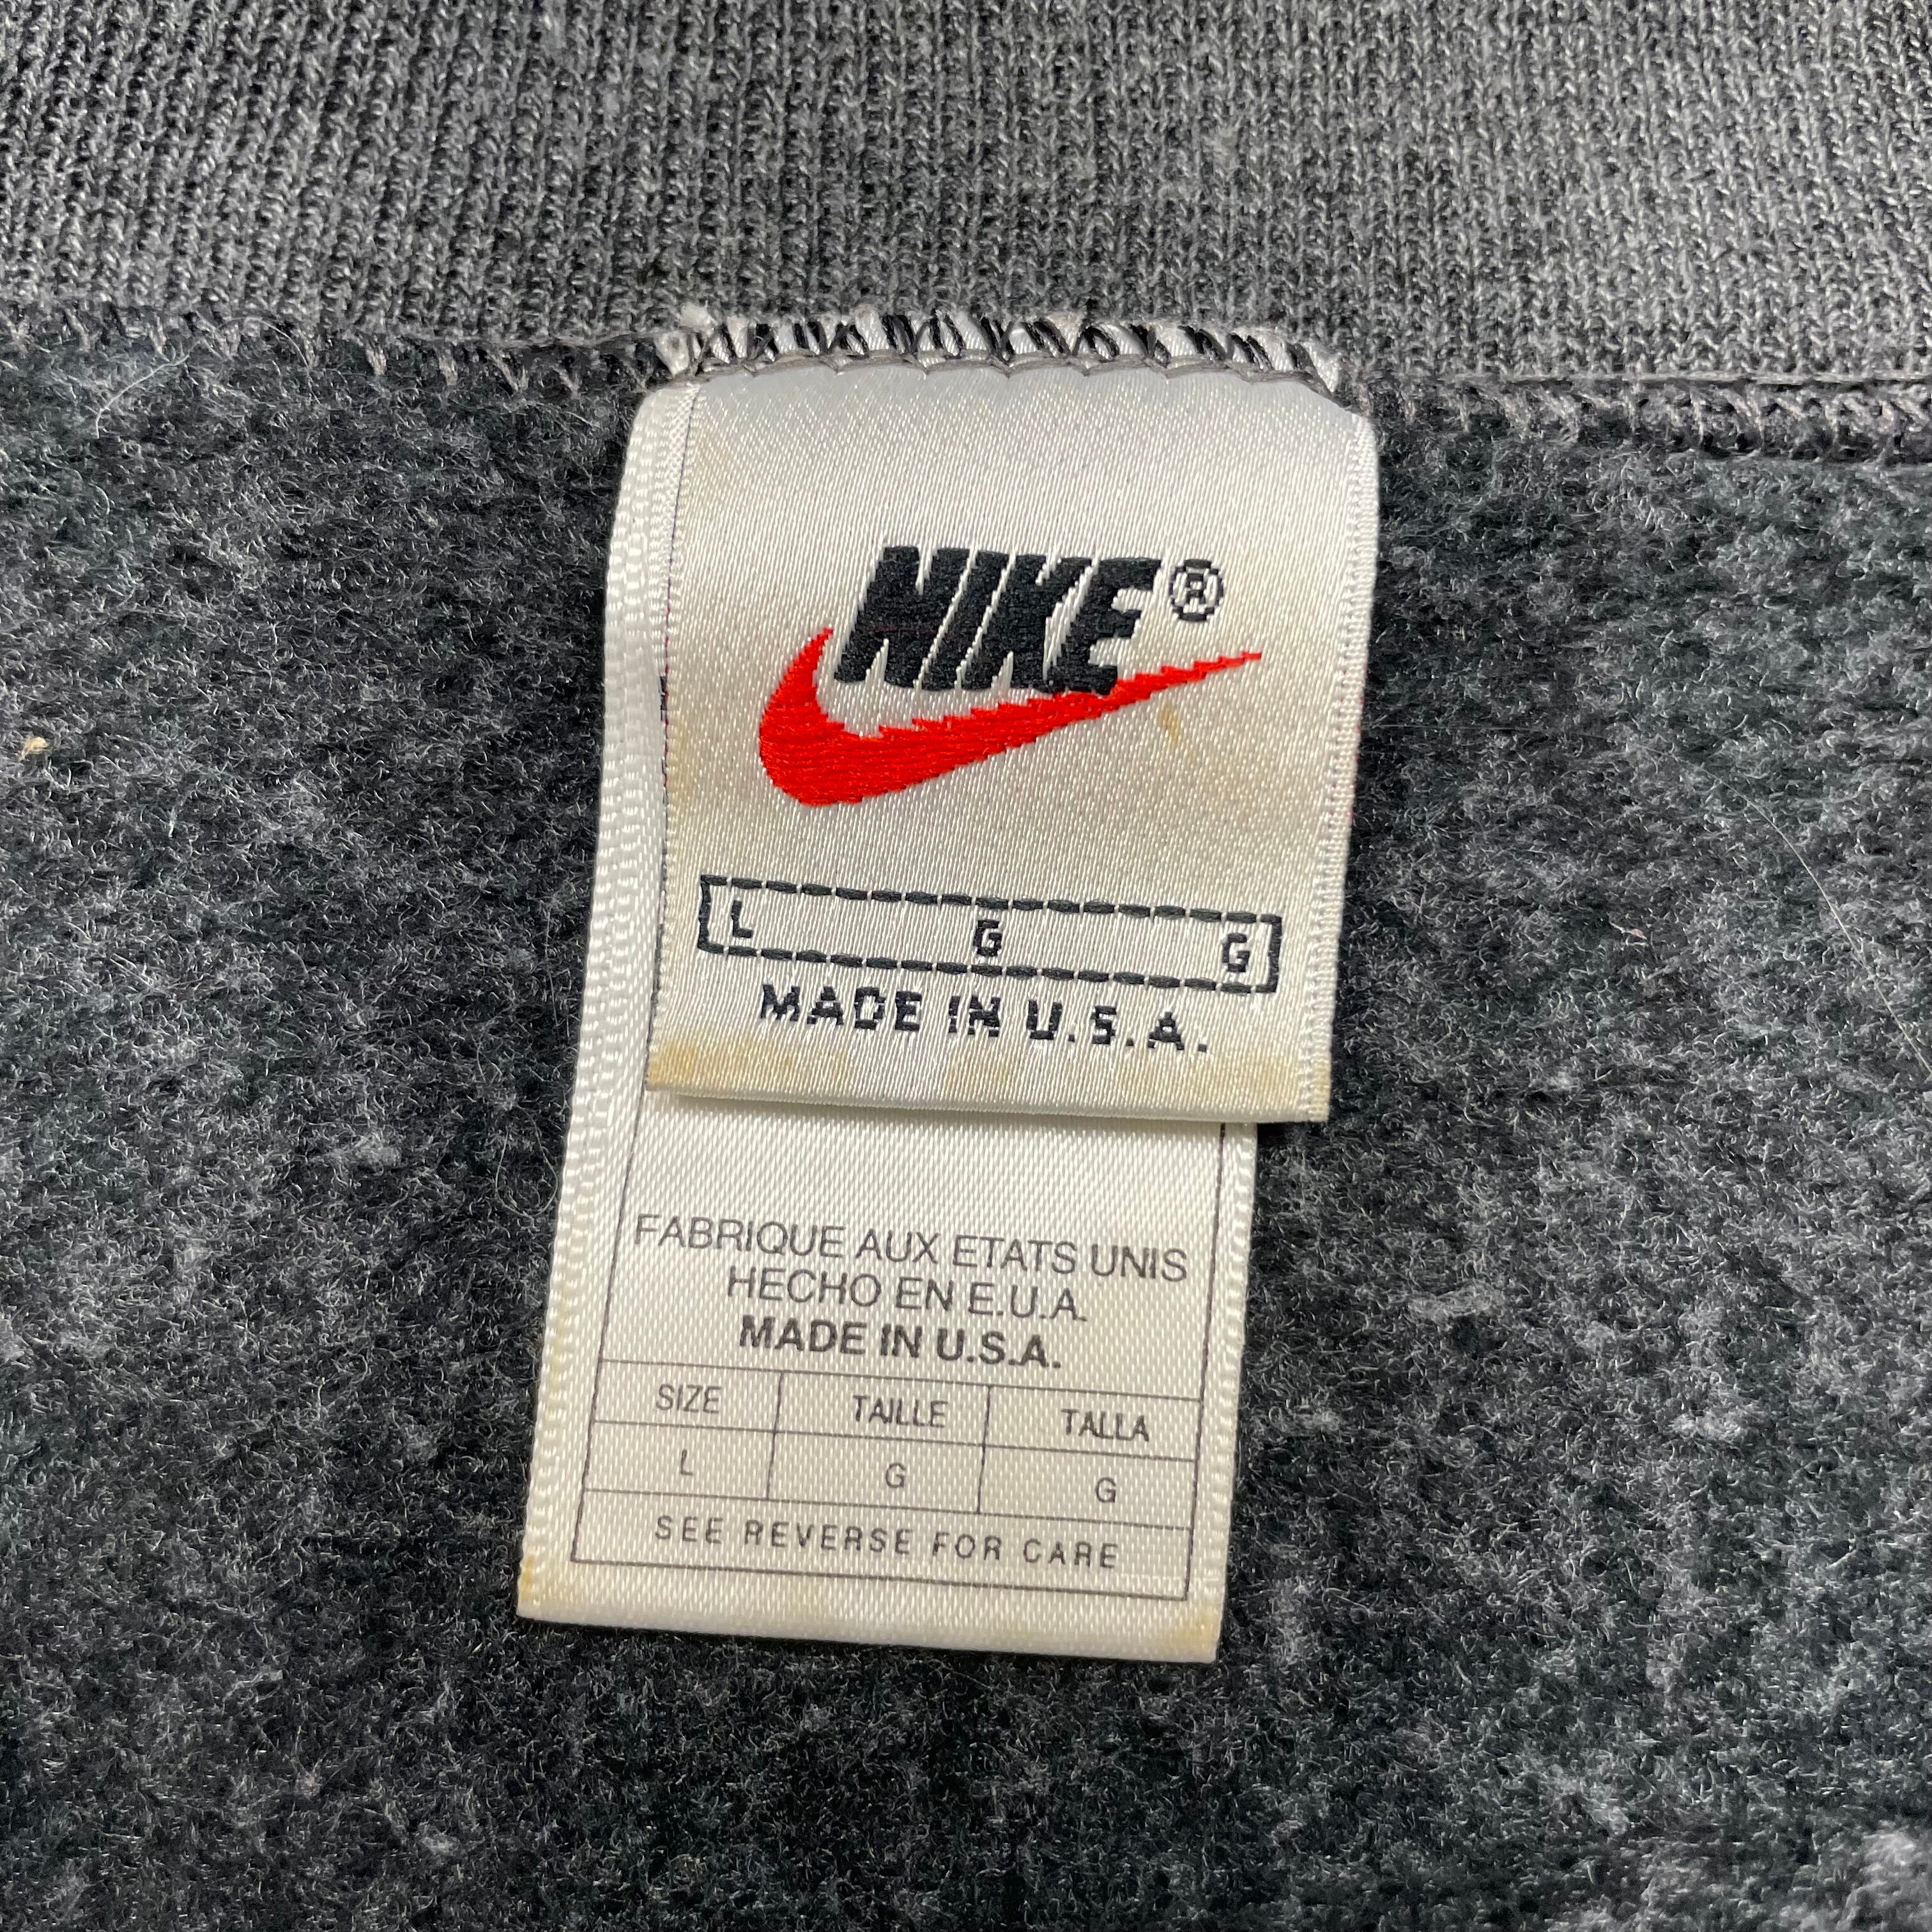 NIKE®
L G G
MADE IN U.S.A.
FABRIQUE AUX ETATS UNIS
HECHO EN E.U.A.
MADE IN U.S.A.
SIZE TAILLE TALLA
L G G
SEE REVERSE FOR CARE